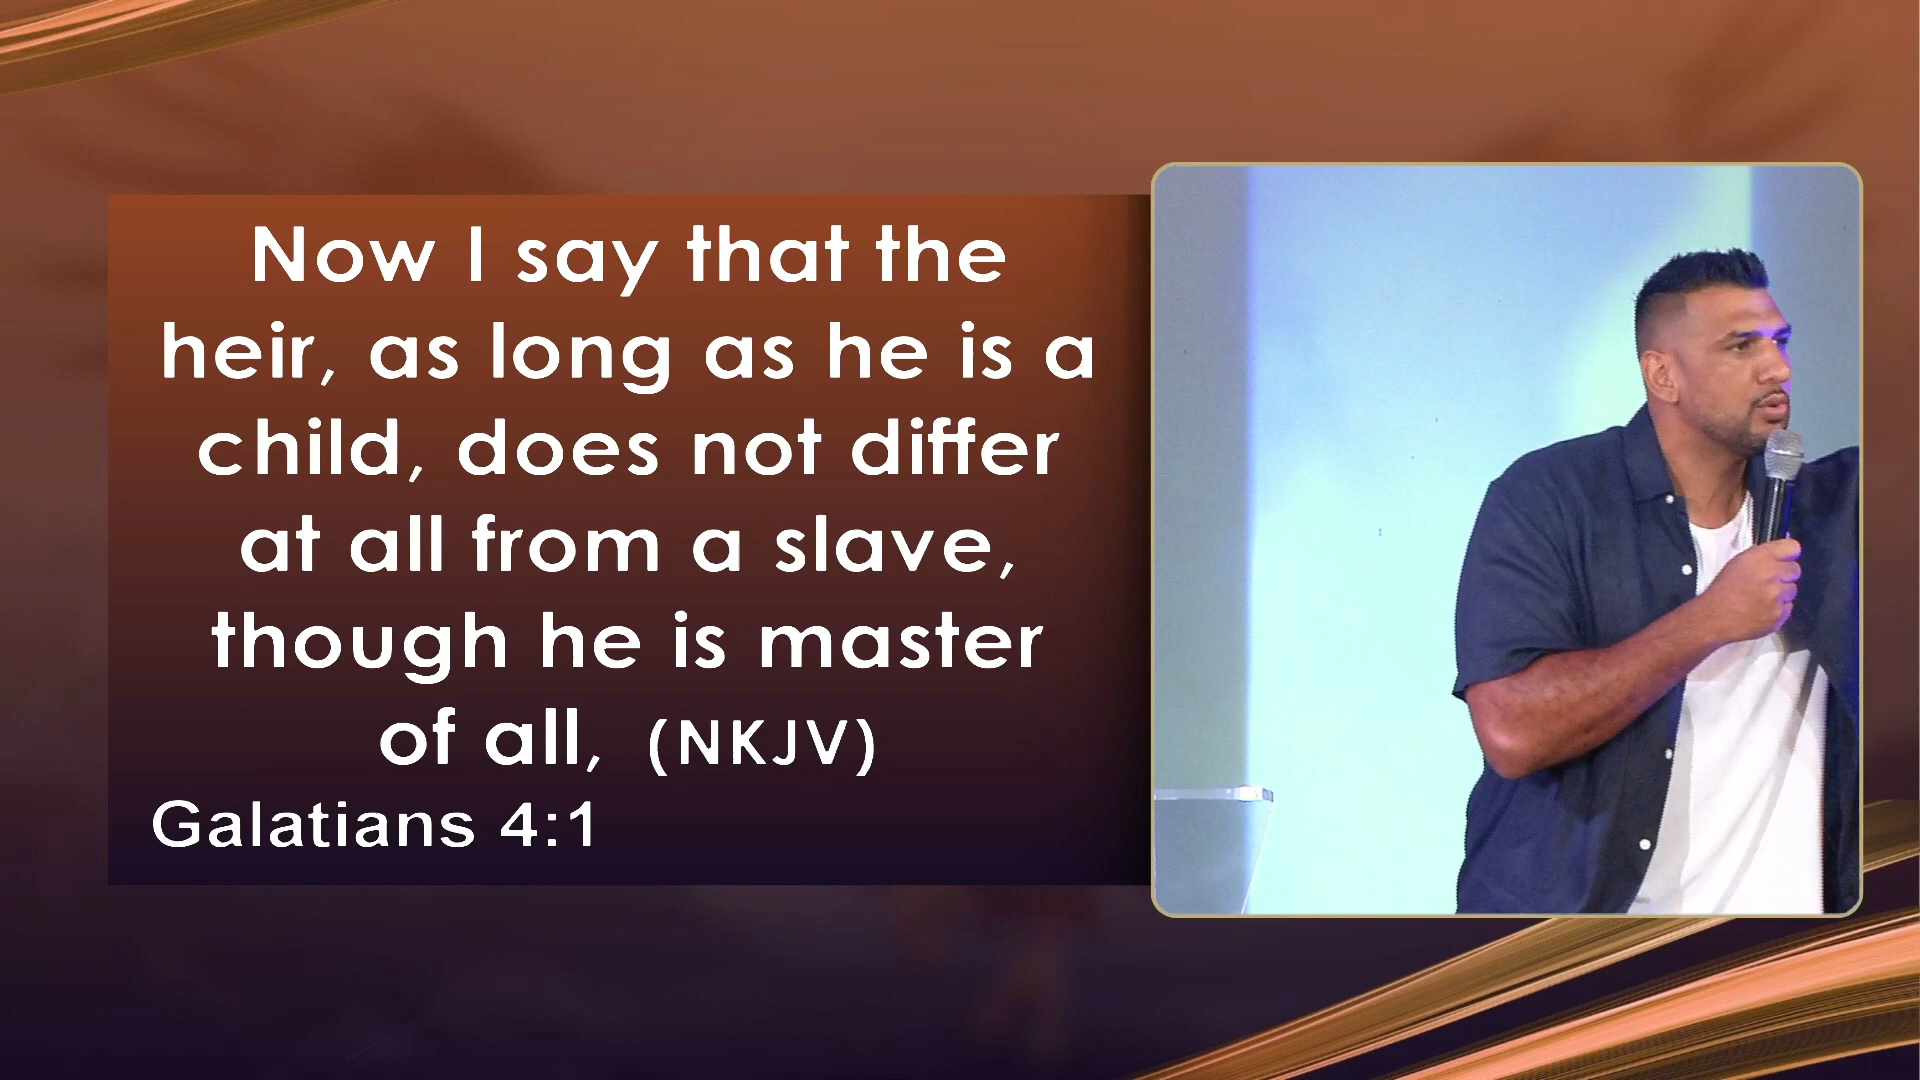 Now I say that the
heir, as long as he is a
child, does not differ
at all from a slave,
though he is master
of all, (NKJV)
Galatians 4:1